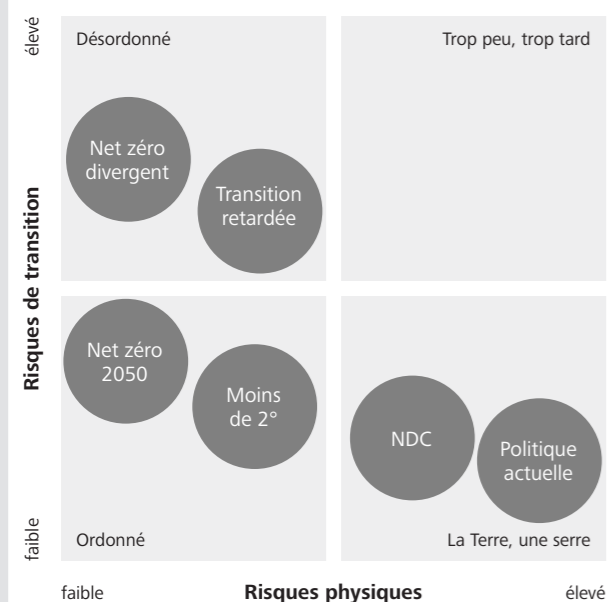 élevé
Désordonné
Trop peu, trop tard
Net zéro
divergent
Transition
retardée
Risques de transition
Net zéro
2050
Moins
de 2°
NDC
Politique
actuelle
faible
Ordonné
La Terre, une serre
faible
Risques physiques
élevé